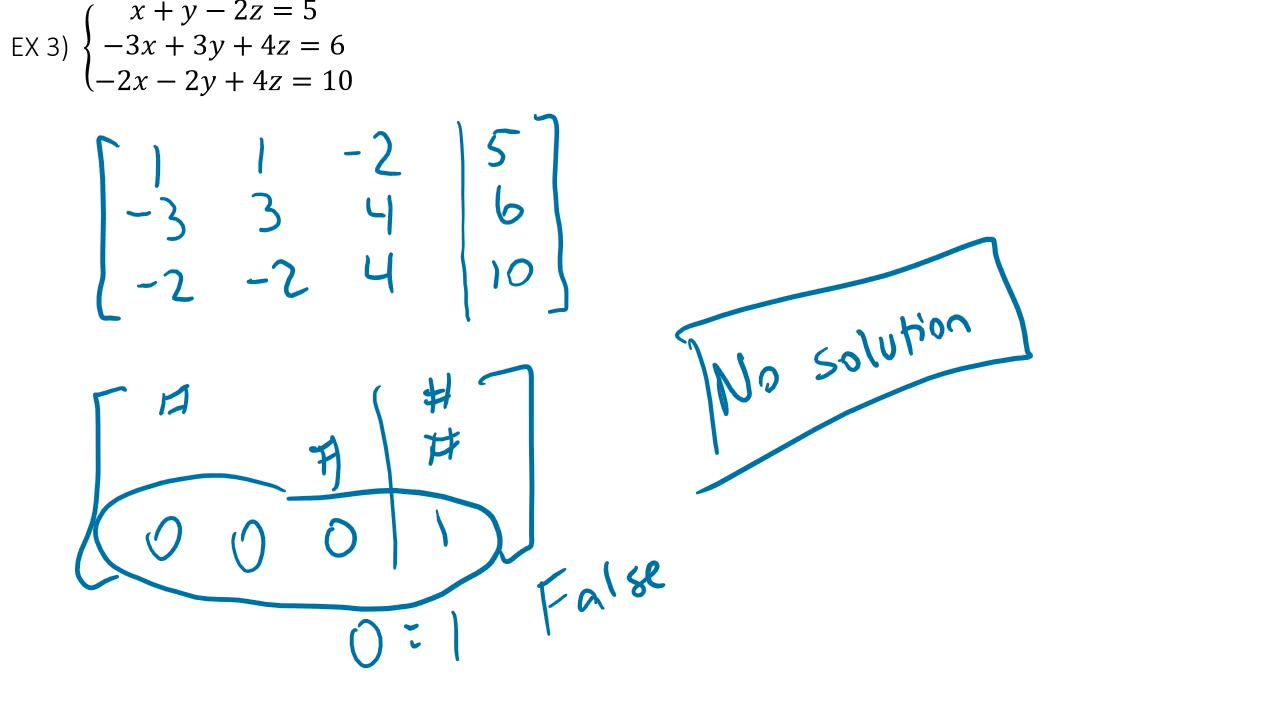 x + y − 2z = 5
EX 3) −3x + 3y + 4z = 6
−2x − 2y + 4z = 10
1 1 -2 5
-3 3 4 6
-2 -2 4 10
No solution
# #
# #
0 0 0 1
False
0 = 1